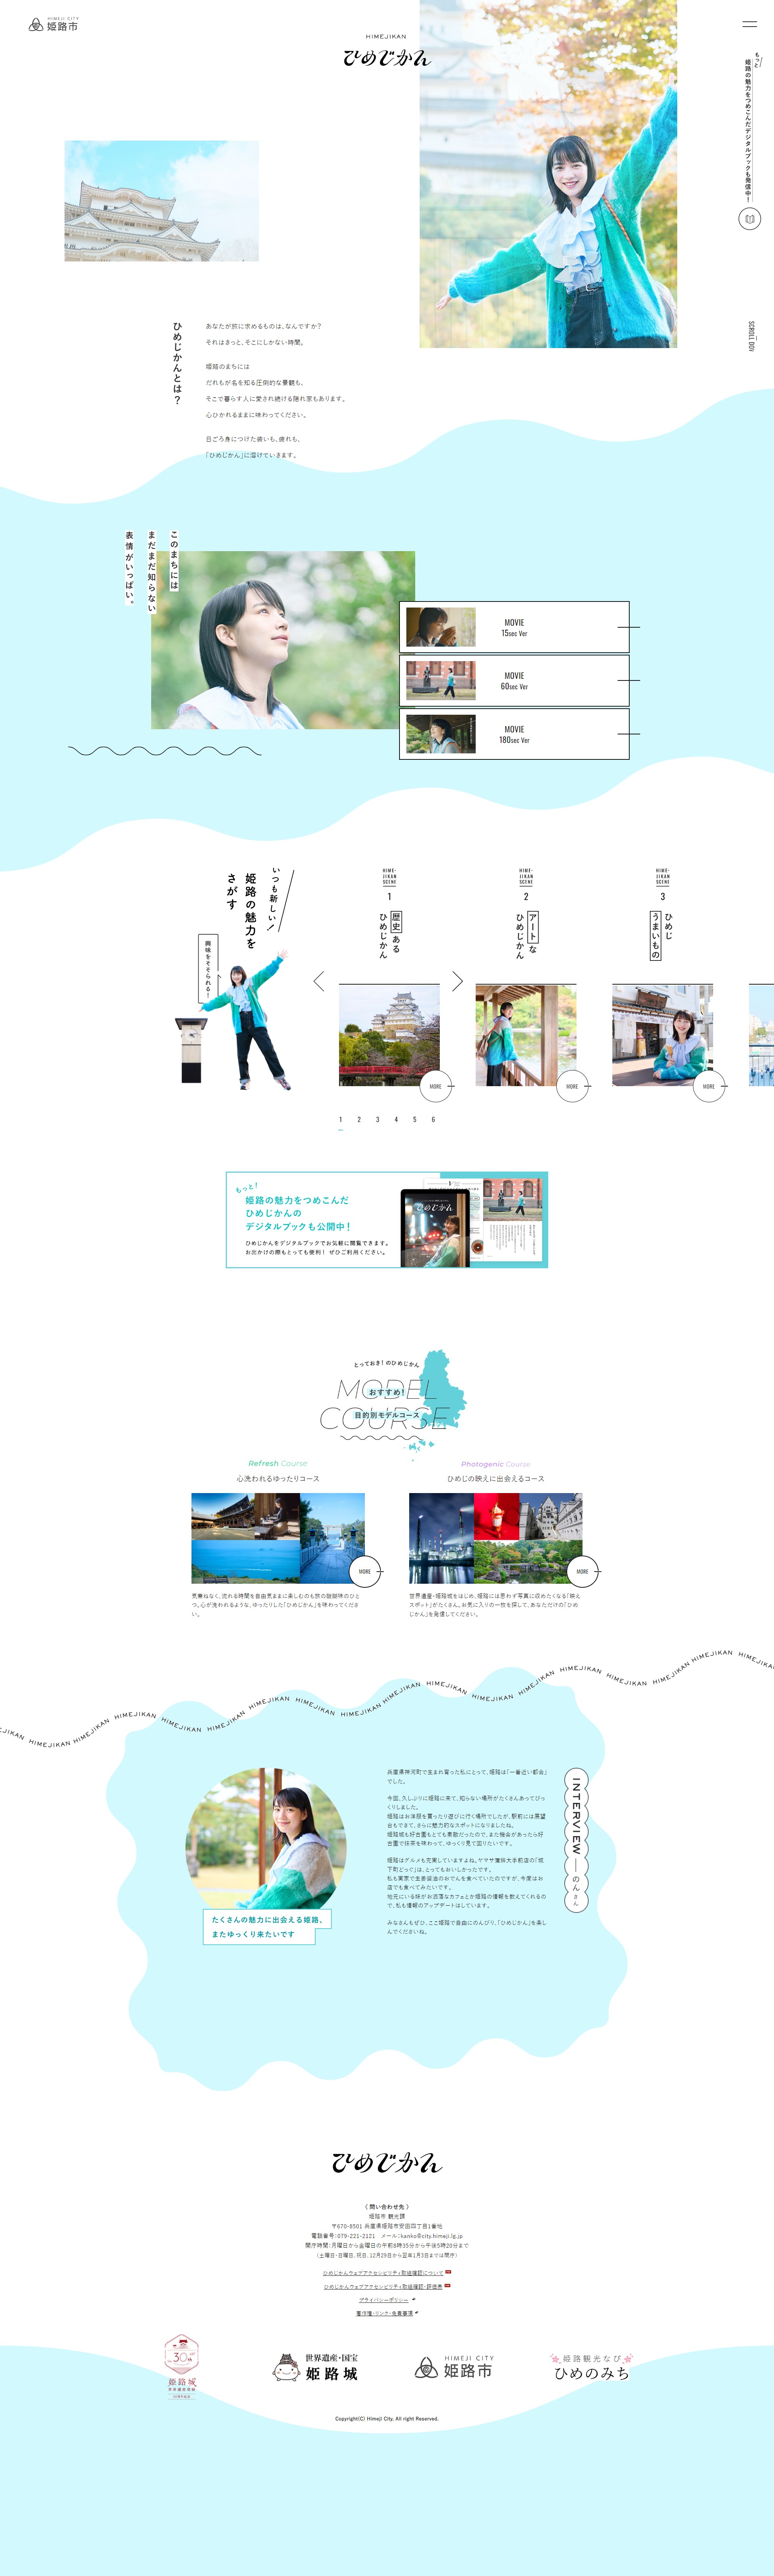 HIMEJI CITY
姫路市
HIMEJIKAN
ひめじかん
もっと
姫路の魅力をつめこんだデジタルブックも発信中!
SCROLL DO
ひめじかんとは?
あなたが旅に求めるものは、なんですか?
それはきっと、そこにしかない時間。
姫路のまちには
だれもが名を知る圧倒的な景観も、
そこで暮らす人に愛され続ける隠れ家もあります。
心ひかれるままに味わってください。
日ごろ身につけた装いも、疲れも、
「ひめじかん」に溶けていきます。
このまちには
まだまだ知らない
表情がいっぱい。
MOVIE
15sec Ver
MOVIE
60sec Ver
MOVIE
180sec Ver
いつも新しい!
姫路の魅力を
さがす
興味をそそられる!
HIME-
JIKAN
SCENE
1
歴史ある
ひめじかん
MORE
HIME-
JIKAN
SCENE
2
アートな
ひめじかん
MORE
HIME-
JIKAN
SCENE
3
ひめじ
うまいもの
MORE
1 2 3 4 5 6
もっと!
姫路の魅力をつめこんだ
ひめじかんの
デジタルブックも公開中!
ひめじかんをデジタルブックでお気軽に閲覧できます。
お出かけの際もとっても便利! ぜひご利用ください。
ひめじかん
とっておき!のひめじかん
MODEL
おすすめ!
COURSE
目的別モデルコース
Refresh Course
心洗われるゆったりコース
MORE
気兼ねなく、流れる時間を自由気ままに楽しむのも旅の醍醐味のひと
つ。心が洗われるような、ゆったりした「ひめじかん」を味わってくださ
い。
Photogenic Course
ひめじの映えに出会えるコース
MORE
世界遺産・姫路城をはじめ、姫路には思わず写真に収めたくなる「映え
スポット」がたくさん。お気に入りの一枚を探して、あなただけの「ひめ
じかん」を発信してください。
HIMEJIKAN HIMEJIKAN HIMEJIKAN HIMEJIKAN HIMEJIKAN HIMEJIKAN HIMEJIKAN HIMEJIKAN HIMEJIKAN HIMEJIKAN HIMEJIKAN HIMEJIKAN HIMEJIKAN HIMEJIKAN HIMEJIKAN HIMEJIKAN
INTERVIEW — のんさん
兵庫県神河町で生まれ育った私にとって、姫路は「一番近い都会」
でした。
今回、久しぶりに姫路に来て、知らない場所がたくさんあってびっ
くりしました。
姫路はお洋服を買ったり遊びに行く場所でしたが、駅前には展望
台もできて、さらに魅力的なスポットになりましたね。
姫路城も好古園もとても素敵だったので、また機会があったら好
古園で抹茶を味わって、ゆっくり見て回りたいです。
姫路はグルメも充実していますよね。ヤマサ蒲鉾大手前店の「城
下町どっぐ」は、とってもおいしかったです。
私も実家で生姜醤油のおでんを食べていたのですが、今度はお
店でも食べてみたいです。
地元にいる妹がお洒落なカフェとか姫路の情報を教えてくれるの
で、私も情報のアップデートはしています。
みなさんもぜひ、ここ姫路で自由にのんびり、「ひめじかん」を楽し
んでくださいね。
たくさんの魅力に出会える姫路。
またゆっくり来たいです
ひめじかん
〈 問い合わせ先 〉
姫路市 観光課
〒670-8501 兵庫県姫路市安田四丁目1番地
電話番号:079-221-2121 メール:kanko@city.himeji.lg.jp
開庁時間:月曜日から金曜日の午前8時35分から午後5時20分まで
(土曜日・日曜日、祝日、12月29日から翌年1月3日までは閉庁)
ひめじかんウェブアクセシビリティ取組確認について
ひめじかんウェブアクセシビリティ取組確認・評価表
プライバシーポリシー
著作権・リンク・免責事項
30th
姫路城
世界遺産登録
世界遺産・国宝
姫路城
HIMEJI CITY
姫路市
姫路観光なび
ひめのみち
Copyright(C) Himeji City. All right Reserved.